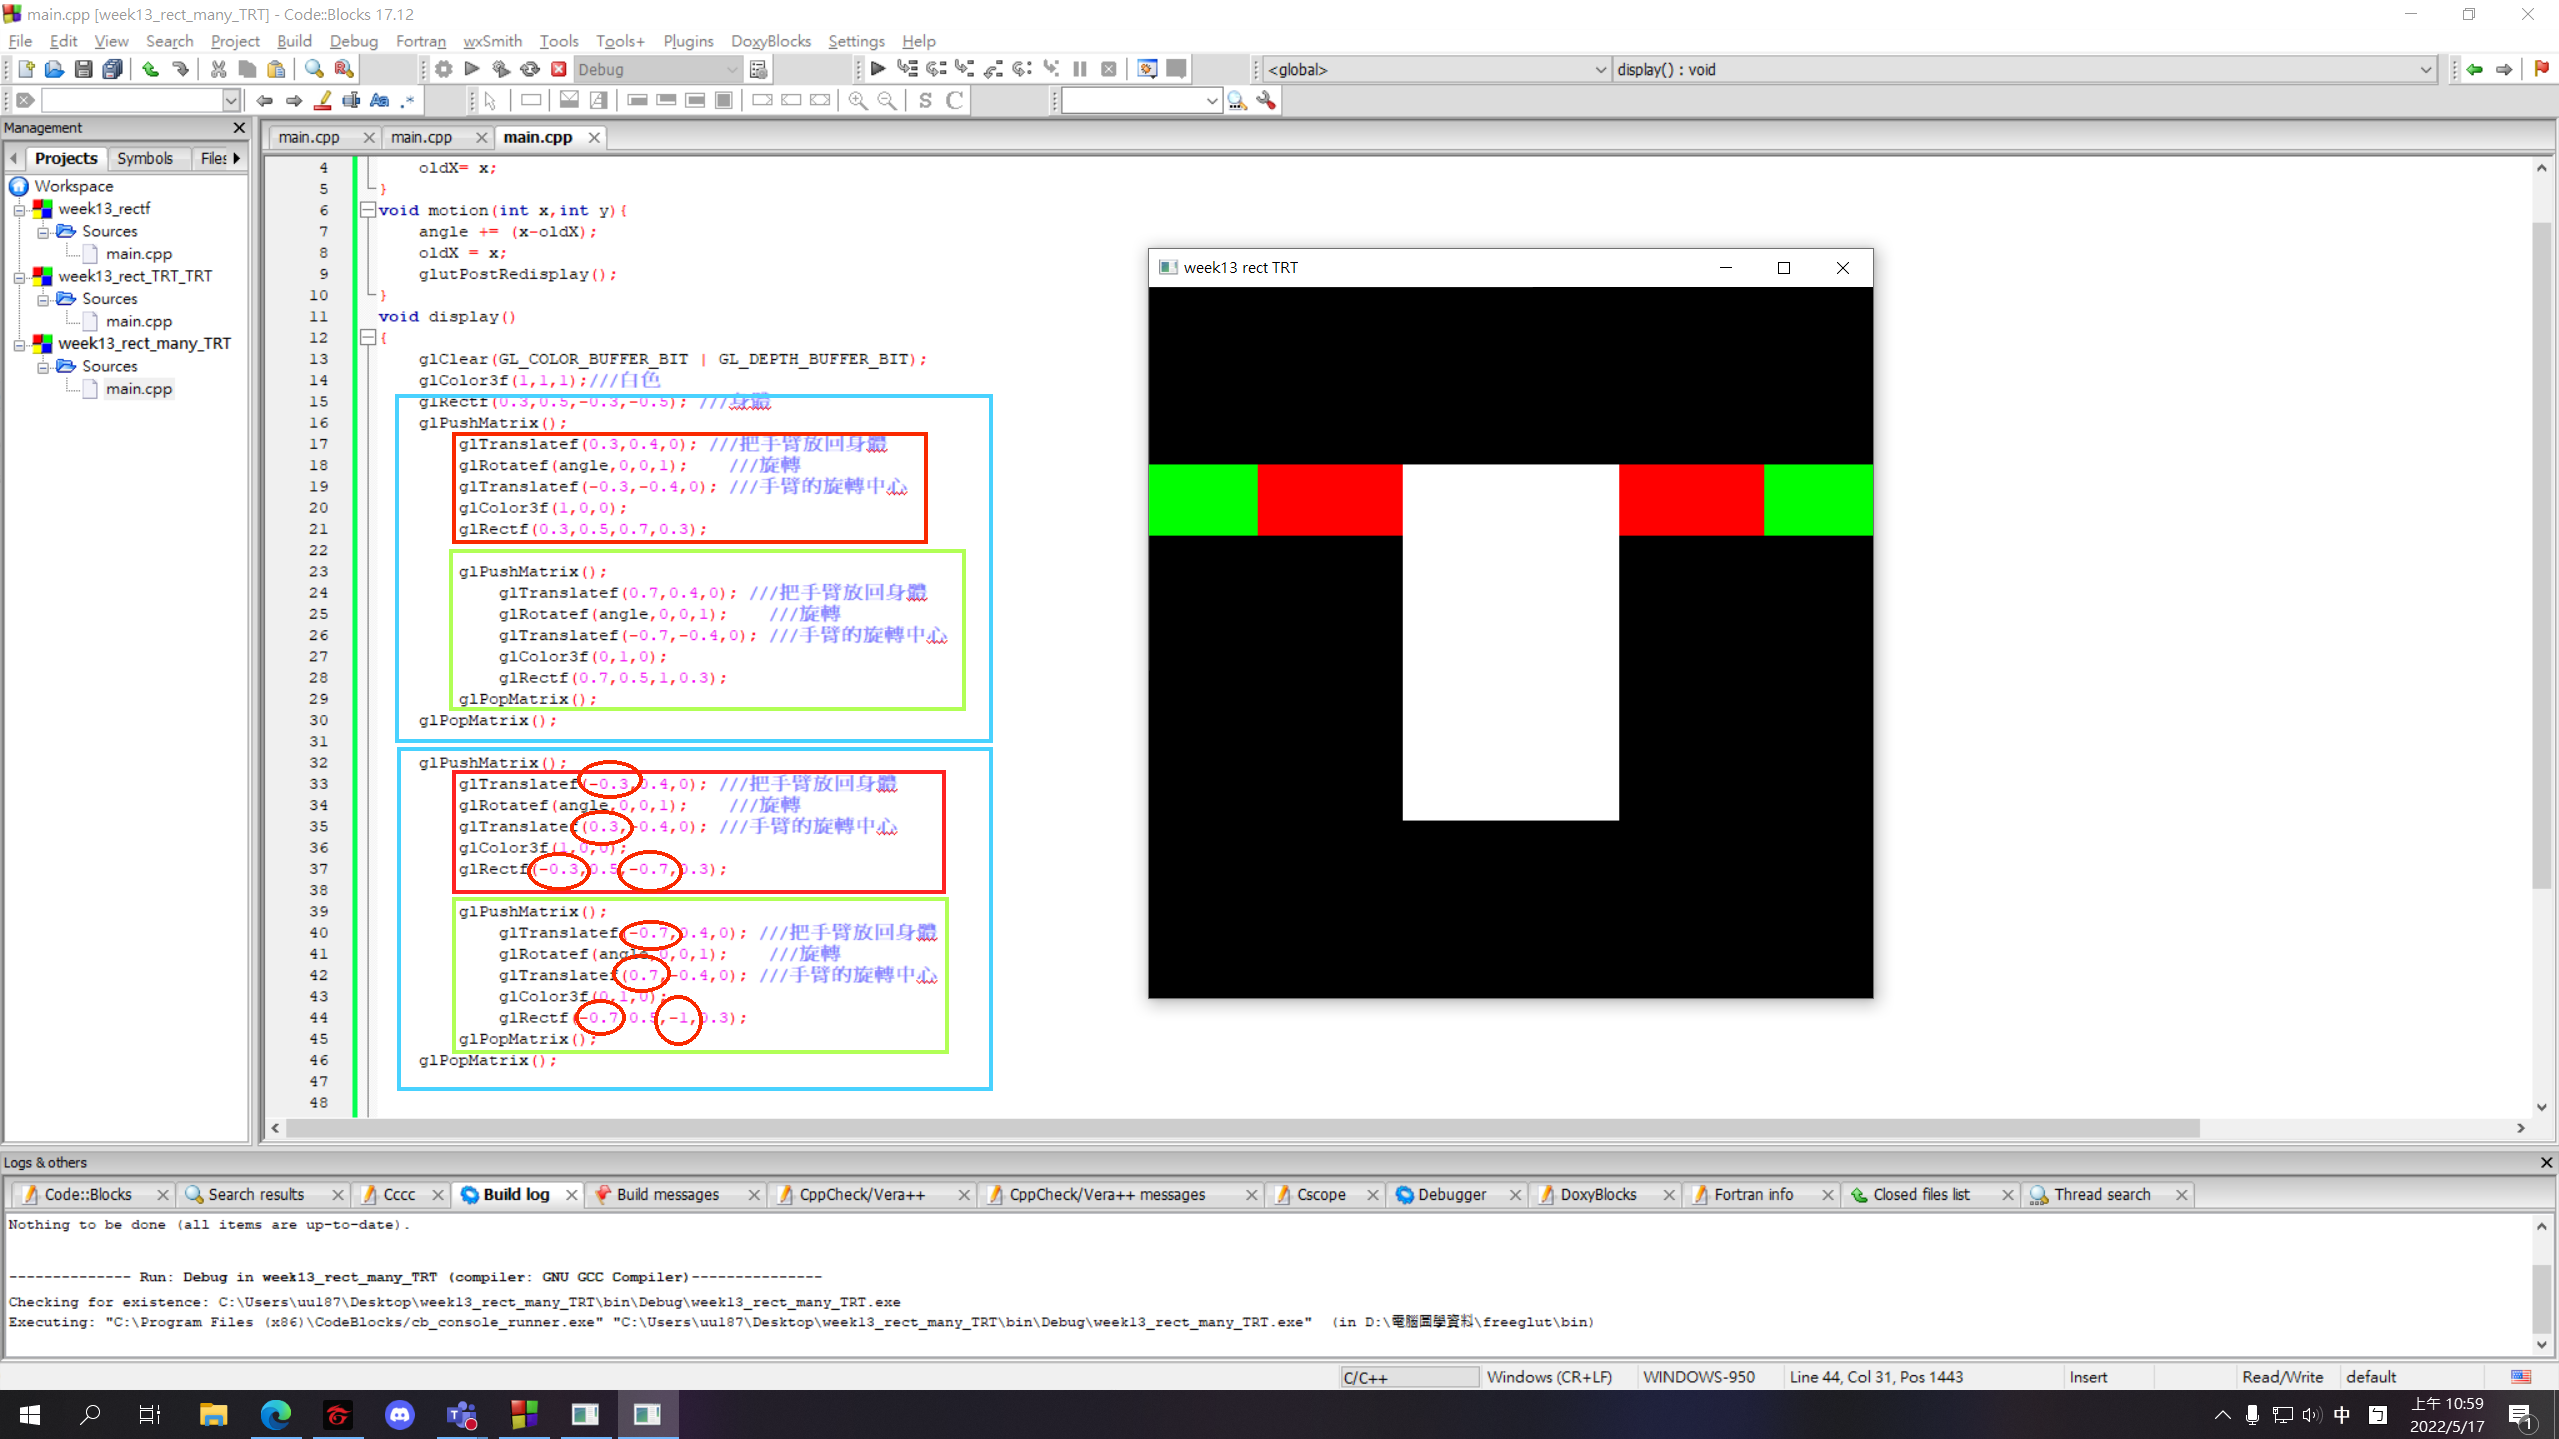 main.cpp [week13_rect_many_TRT] - Code::Blocks 17.12
File Edit View Search Project Build Debug Fortran wxSmith Tools Tools+ Plugins DoxyBlocks Settings Help
Debug
<global>
display() : void
S C
Management
Projects Symbols Files
Workspace
week13_rectf
Sources
main.cpp
week13_rect_TRT_TRT
Sources
main.cpp
week13_rect_many_TRT
Sources
main.cpp
main.cpp main.cpp main.cpp
4 oldX= x;
5 }
6 void motion(int x,int y){
7 angle += (x-oldX);
8 oldX = x;
9 glutPostRedisplay();
10 }
11 void display()
12 {
13 glClear(GL_COLOR_BUFFER_BIT | GL_DEPTH_BUFFER_BIT);
14 glColor3f(1,1,1);///白色
15 glRectf(0.3,0.5,-0.3,-0.5); ///身體
16 glPushMatrix();
17 glTranslatef(0.3,0.4,0); ///把手臂放回身體
18 glRotatef(angle,0,0,1); ///旋轉
19 glTranslatef(-0.3,-0.4,0); ///手臂的旋轉中心
20 glColor3f(1,0,0);
21 glRectf(0.3,0.5,0.7,0.3);
22
23 glPushMatrix();
24 glTranslatef(0.7,0.4,0); ///把手臂放回身體
25 glRotatef(angle,0,0,1); ///旋轉
26 glTranslatef(-0.7,-0.4,0); ///手臂的旋轉中心
27 glColor3f(0,1,0);
28 glRectf(0.7,0.5,1,0.3);
29 glPopMatrix();
30 glPopMatrix();
31
32 glPushMatrix();
33 glTranslatef(-0.3,0.4,0); ///把手臂放回身體
34 glRotatef(angle,0,0,1); ///旋轉
35 glTranslatef(0.3,-0.4,0); ///手臂的旋轉中心
36 glColor3f(1,0,0);
37 glRectf(-0.3,0.5,-0.7,0.3);
38
39 glPushMatrix();
40 glTranslatef(-0.7,0.4,0); ///把手臂放回身體
41 glRotatef(angle,0,0,1); ///旋轉
42 glTranslatef(0.7,-0.4,0); ///手臂的旋轉中心
43 glColor3f(0,1,0);
44 glRectf(-0.7,0.5,-1,0.3);
45 glPopMatrix();
46 glPopMatrix();
47
48
week13 rect TRT
Logs & others
Code::Blocks Search results Cccc Build log Build messages CppCheck/Vera++ CppCheck/Vera++ messages Cscope Debugger DoxyBlocks Fortran info Closed files list Thread search
Nothing to be done (all items are up-to-date).
-------------- Run: Debug in week13_rect_many_TRT (compiler: GNU GCC Compiler)---------------
Checking for existence: C:\Users\uu187\Desktop\week13_rect_many_TRT\bin\Debug\week13_rect_many_TRT.exe
Executing: "C:\Program Files (x86)\CodeBlocks/cb_console_runner.exe" "C:\Users\uu187\Desktop\week13_rect_many_TRT\bin\Debug\week13_rect_many_TRT.exe" (in D:\電腦圖學資料\freeglut\bin)
C/C++ Windows (CR+LF) WINDOWS-950 Line 44, Col 31, Pos 1443 Insert Read/Write default
中 ㄅ 上午 10:59
2022/5/17
1